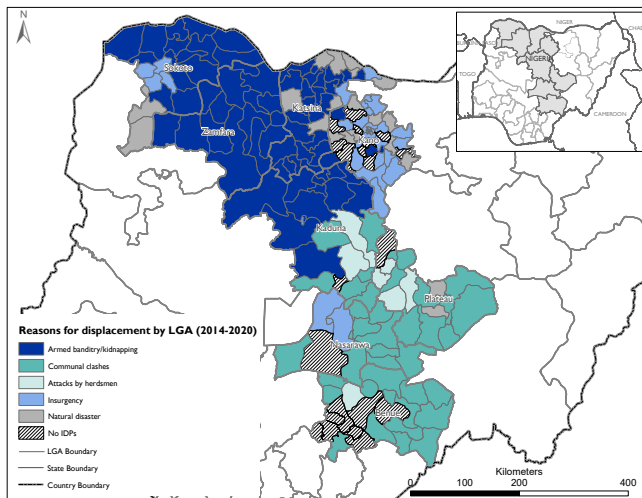 N
NIGER
NIGERIA
TOGO
CAMEROON
Sokoto
Katsina
Zamfara
Kano
Kaduna
Plateau
Nasarawa
Benue
Reasons for displacement by LGA (2014-2020)
Armed banditry/kidnapping
Communal clashes
Attacks by herdsmen
Insurgency
Natural disaster
No IDPs
LGA Boundary
State Boundary
Country Boundary
Kilometers
0 100 200 400